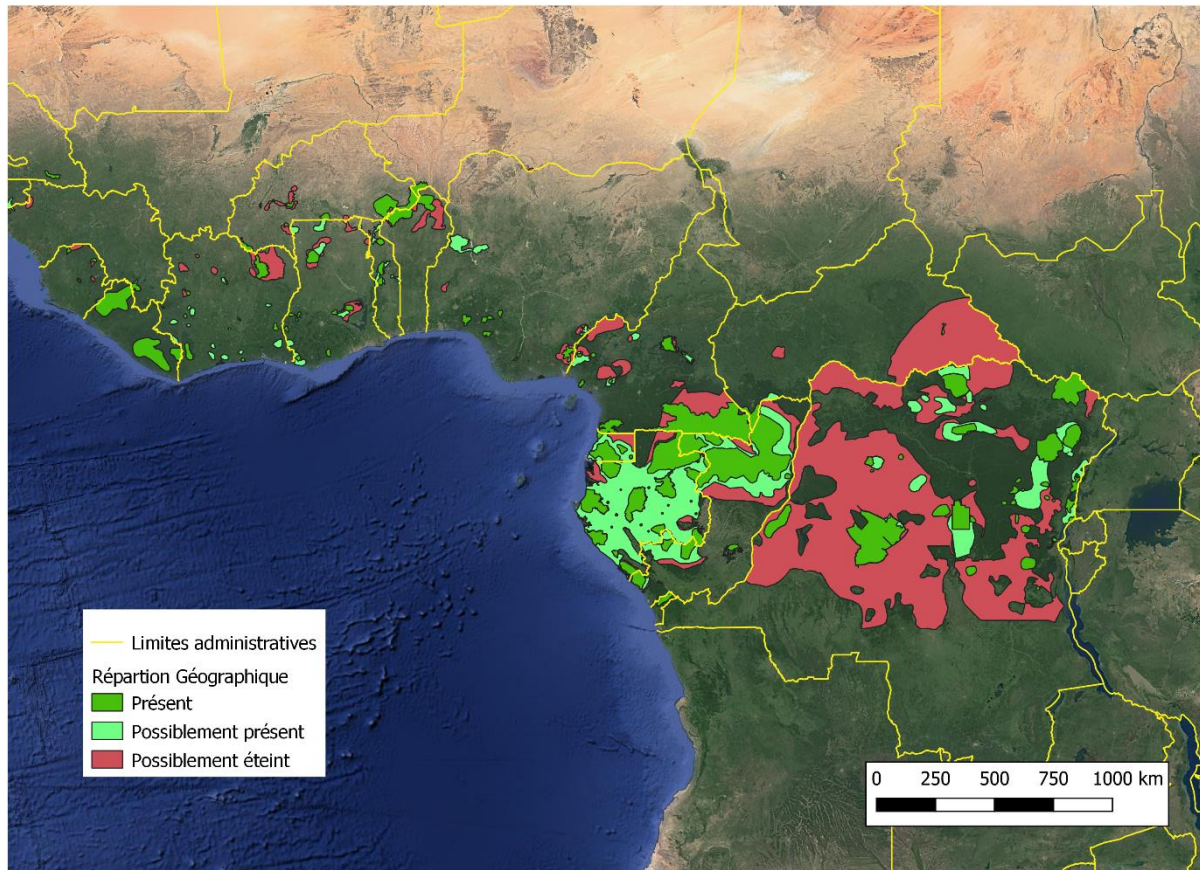 Limites administratives
Répartion Géographique
Présent
Possiblement présent
Possiblement éteint
0 250 500 750 1000 km